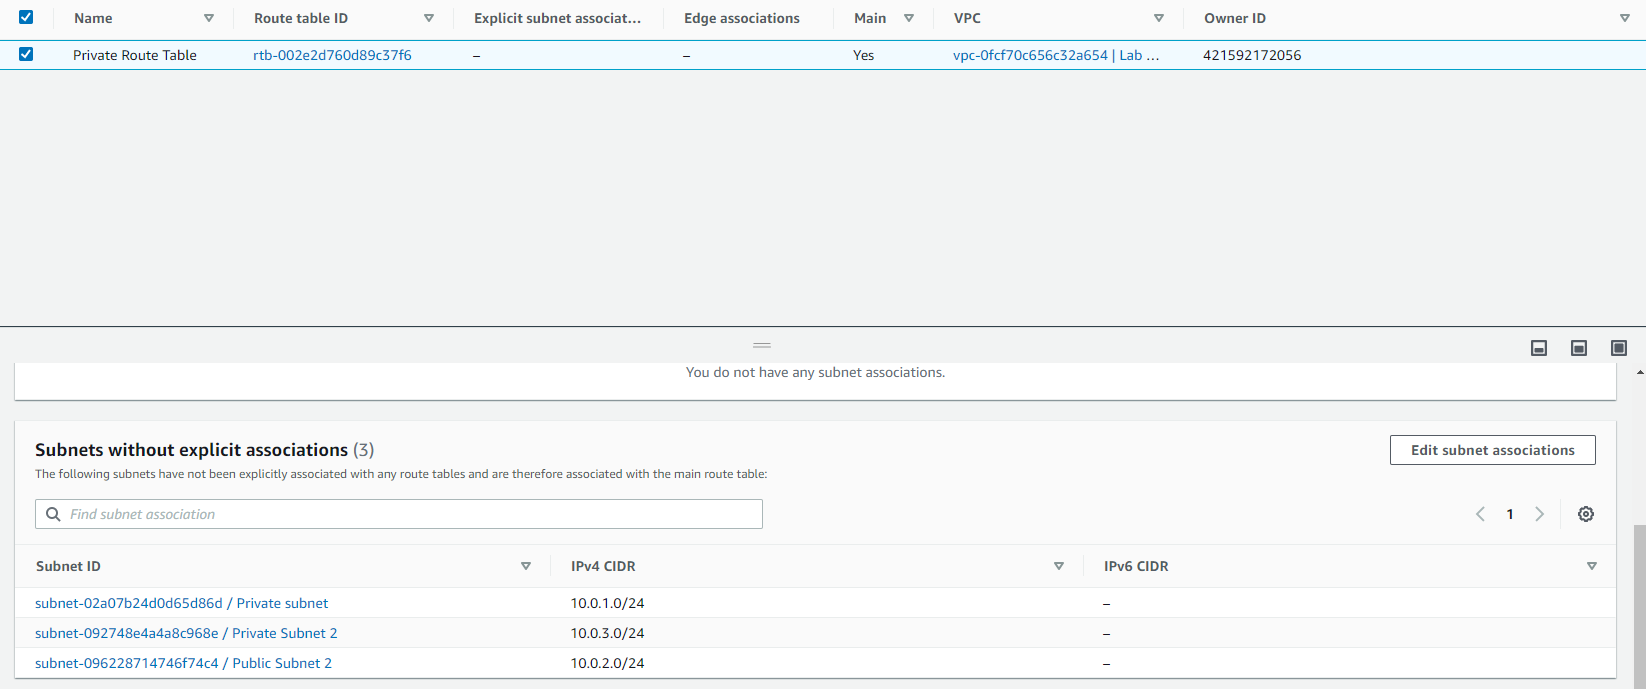 Name Route table ID Explicit subnet associat... Edge associations Main VPC Owner ID
Private Route Table rtb-002e2d760d89c37f6 – – Yes vpc-0fcf70c656c32a654 | Lab ... 421592172056
You do not have any subnet associations.
Subnets without explicit associations (3) Edit subnet associations
The following subnets have not been explicitly associated with any route tables and are therefore associated with the main route table:
Find subnet association 1
Subnet ID IPv4 CIDR IPv6 CIDR
subnet-02a07b24d0d65d86d / Private subnet 10.0.1.0/24 –
subnet-092748e4a4a8c968e / Private Subnet 2 10.0.3.0/24 –
subnet-096228714746f74c4 / Public Subnet 2 10.0.2.0/24 –